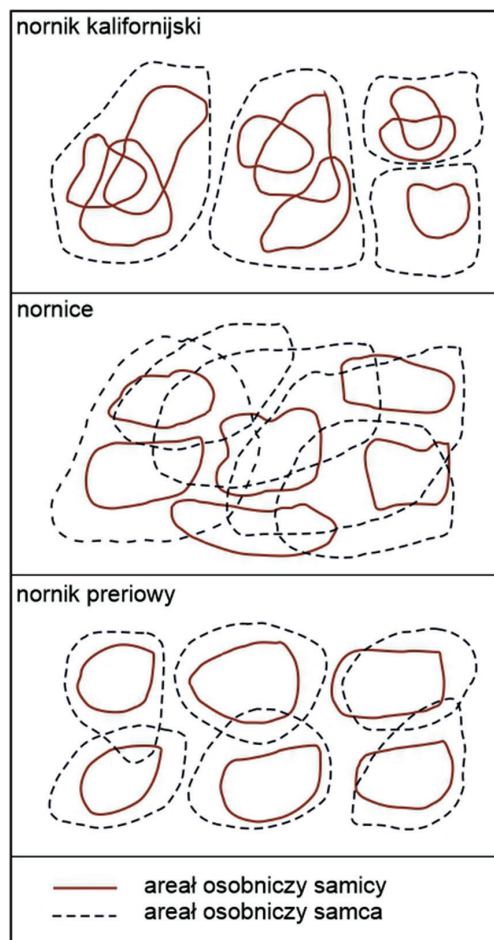 nornik kalifornijski
nornice
nornik preriowy
areał osobniczy samicy
areał osobniczy samca